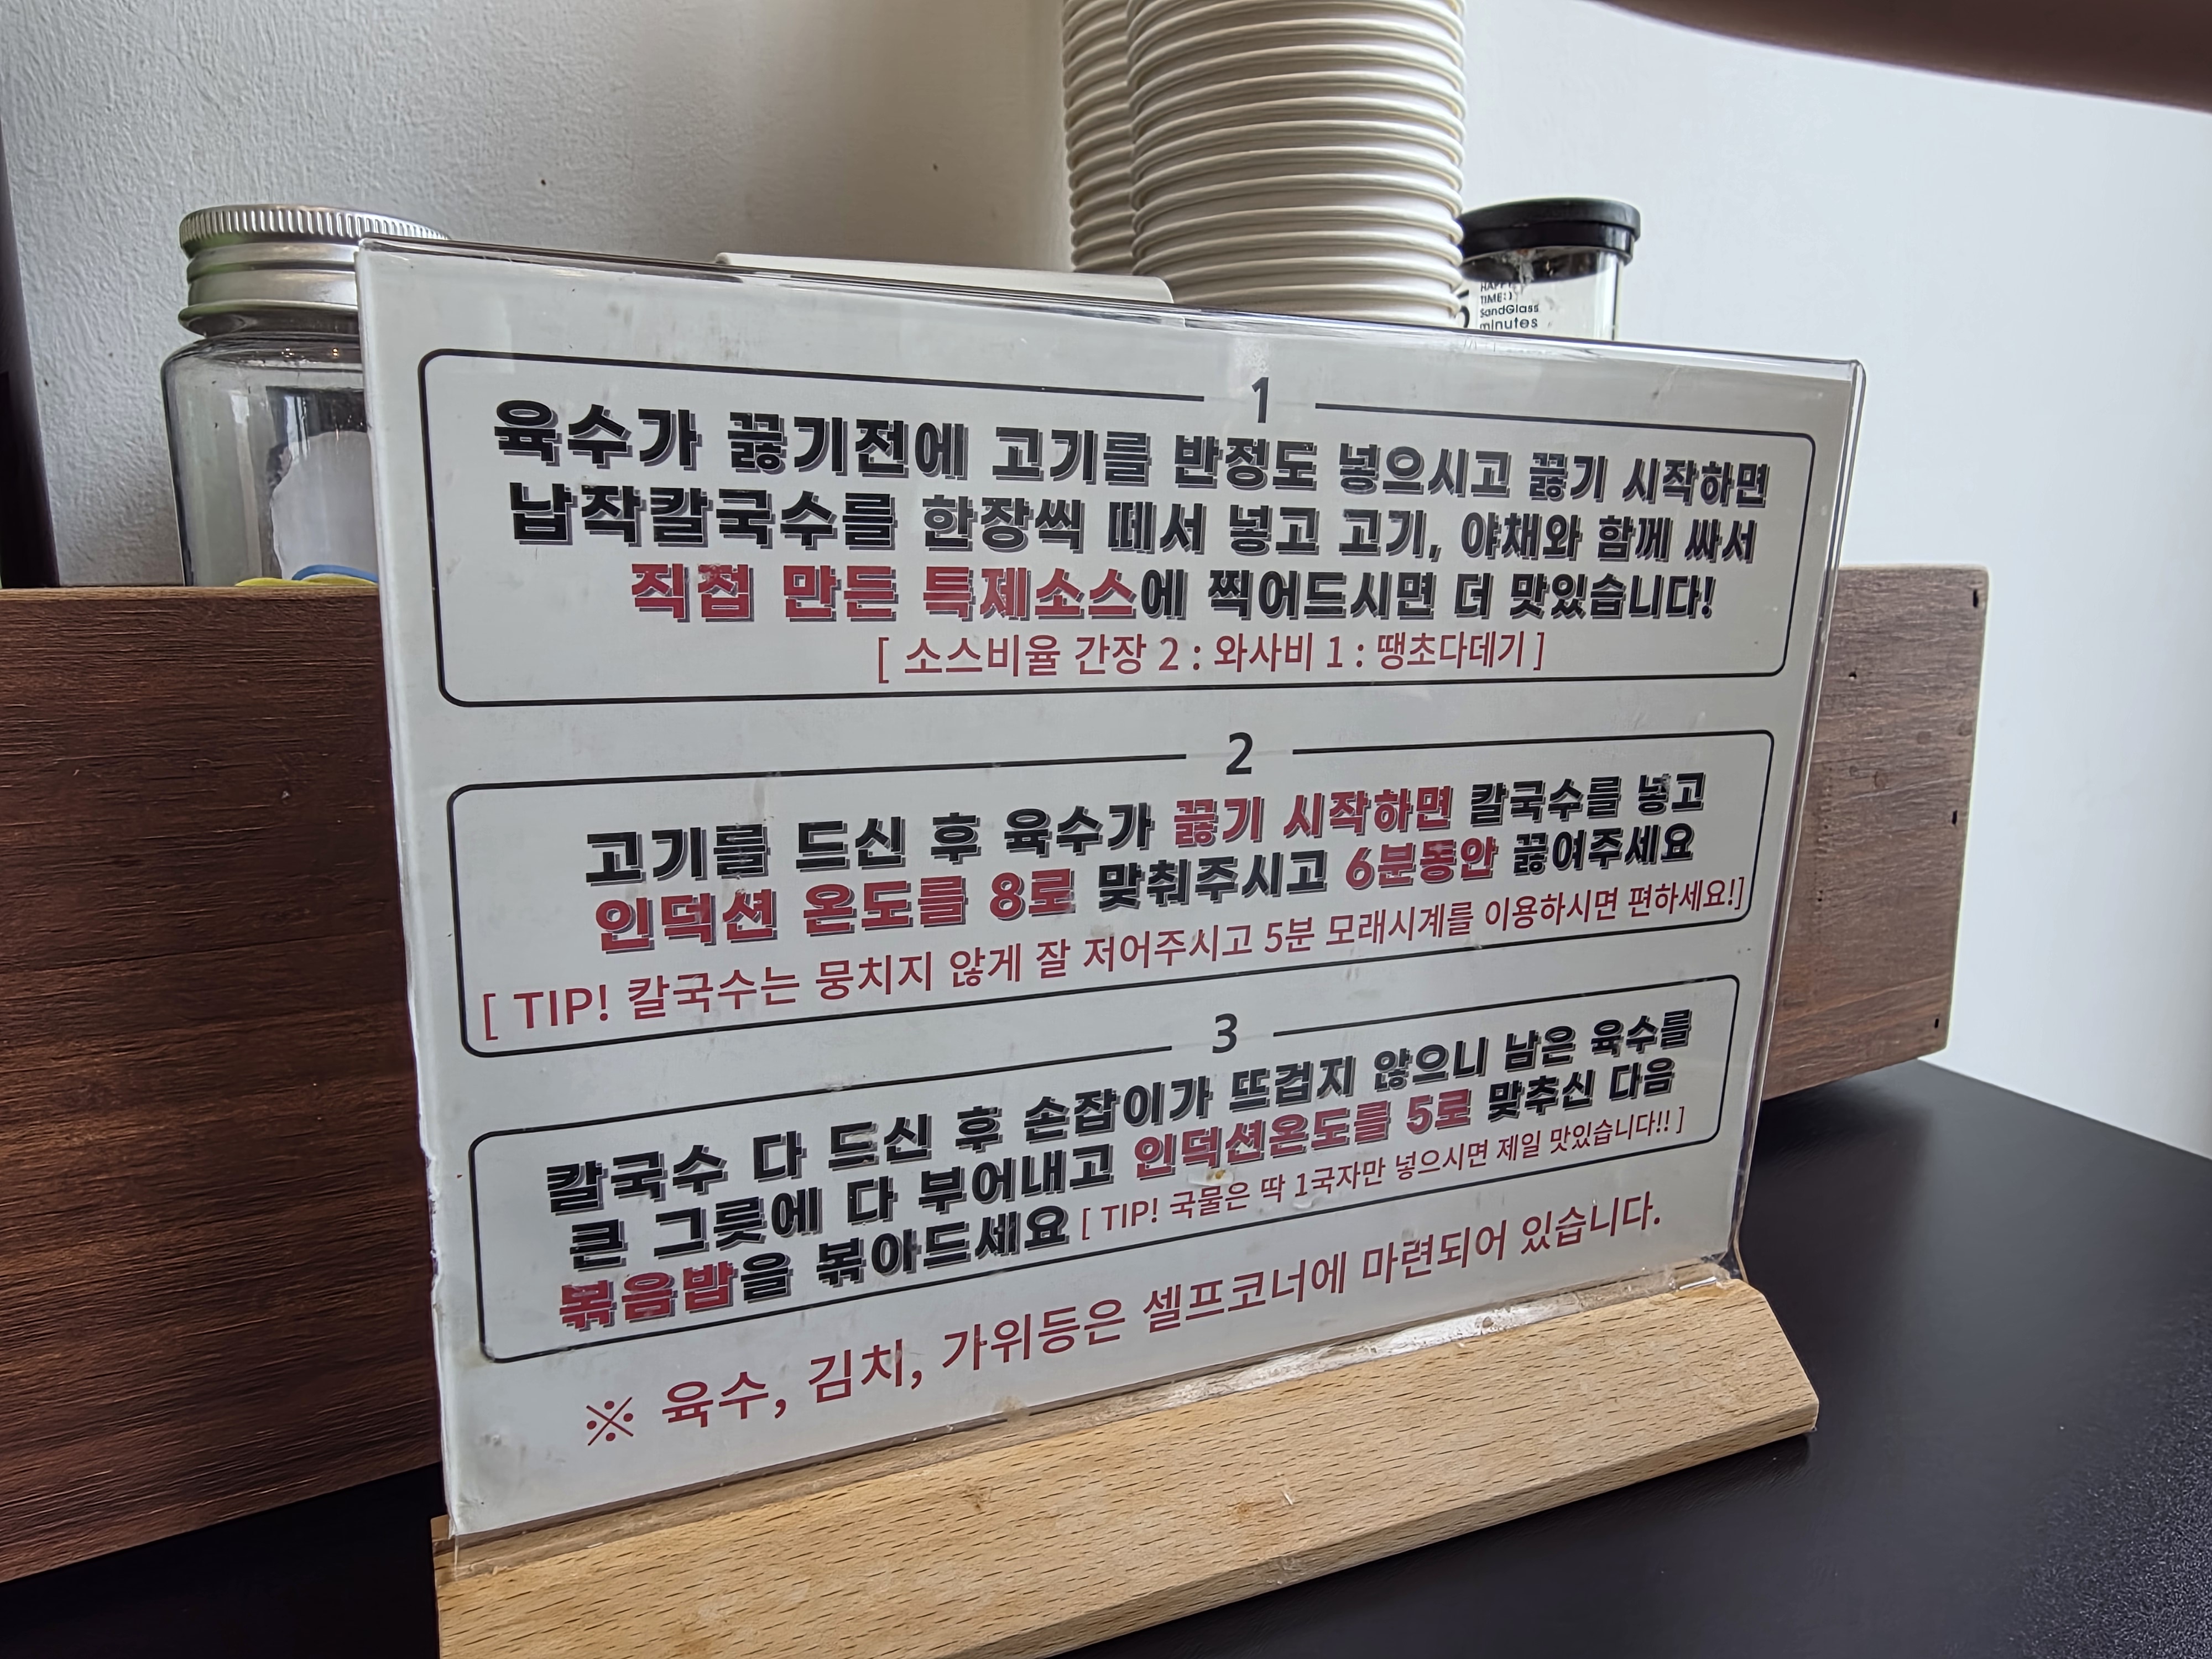 HAPPY
TIME:)
SandGlass
5 minutes
1
육수가 끓기전에 고기를 반정도 넣으시고 끓기 시작하면
납작칼국수를 한장씩 떼서 넣고 고기, 야채와 함께 싸서
직접 만든 특제소스에 찍어드시면 더 맛있습니다!
[ 소스비율 간장 2 : 와사비 1 : 땡초다데기 ]
2
고기를 드신 후 육수가 끓기 시작하면 칼국수를 넣고
인덕션 온도를 8로 맞춰주시고 6분동안 끓여주세요
[ TIP! 칼국수는 뭉치지 않게 잘 저어주시고 5분 모래시계를 이용하시면 편하세요!]
3
칼국수 다 드신 후 손잡이가 뜨겁지 않으니 남은 육수를
큰 그릇에 다 부어내고 인덕션온도를 5로 맞추신 다음
볶음밥을 볶아드세요 [ TIP! 국물은 딱 1국자만 넣으시면 제일 맛있습니다!! ]
※ 육수, 김치, 가위등은 셀프코너에 마련되어 있습니다.